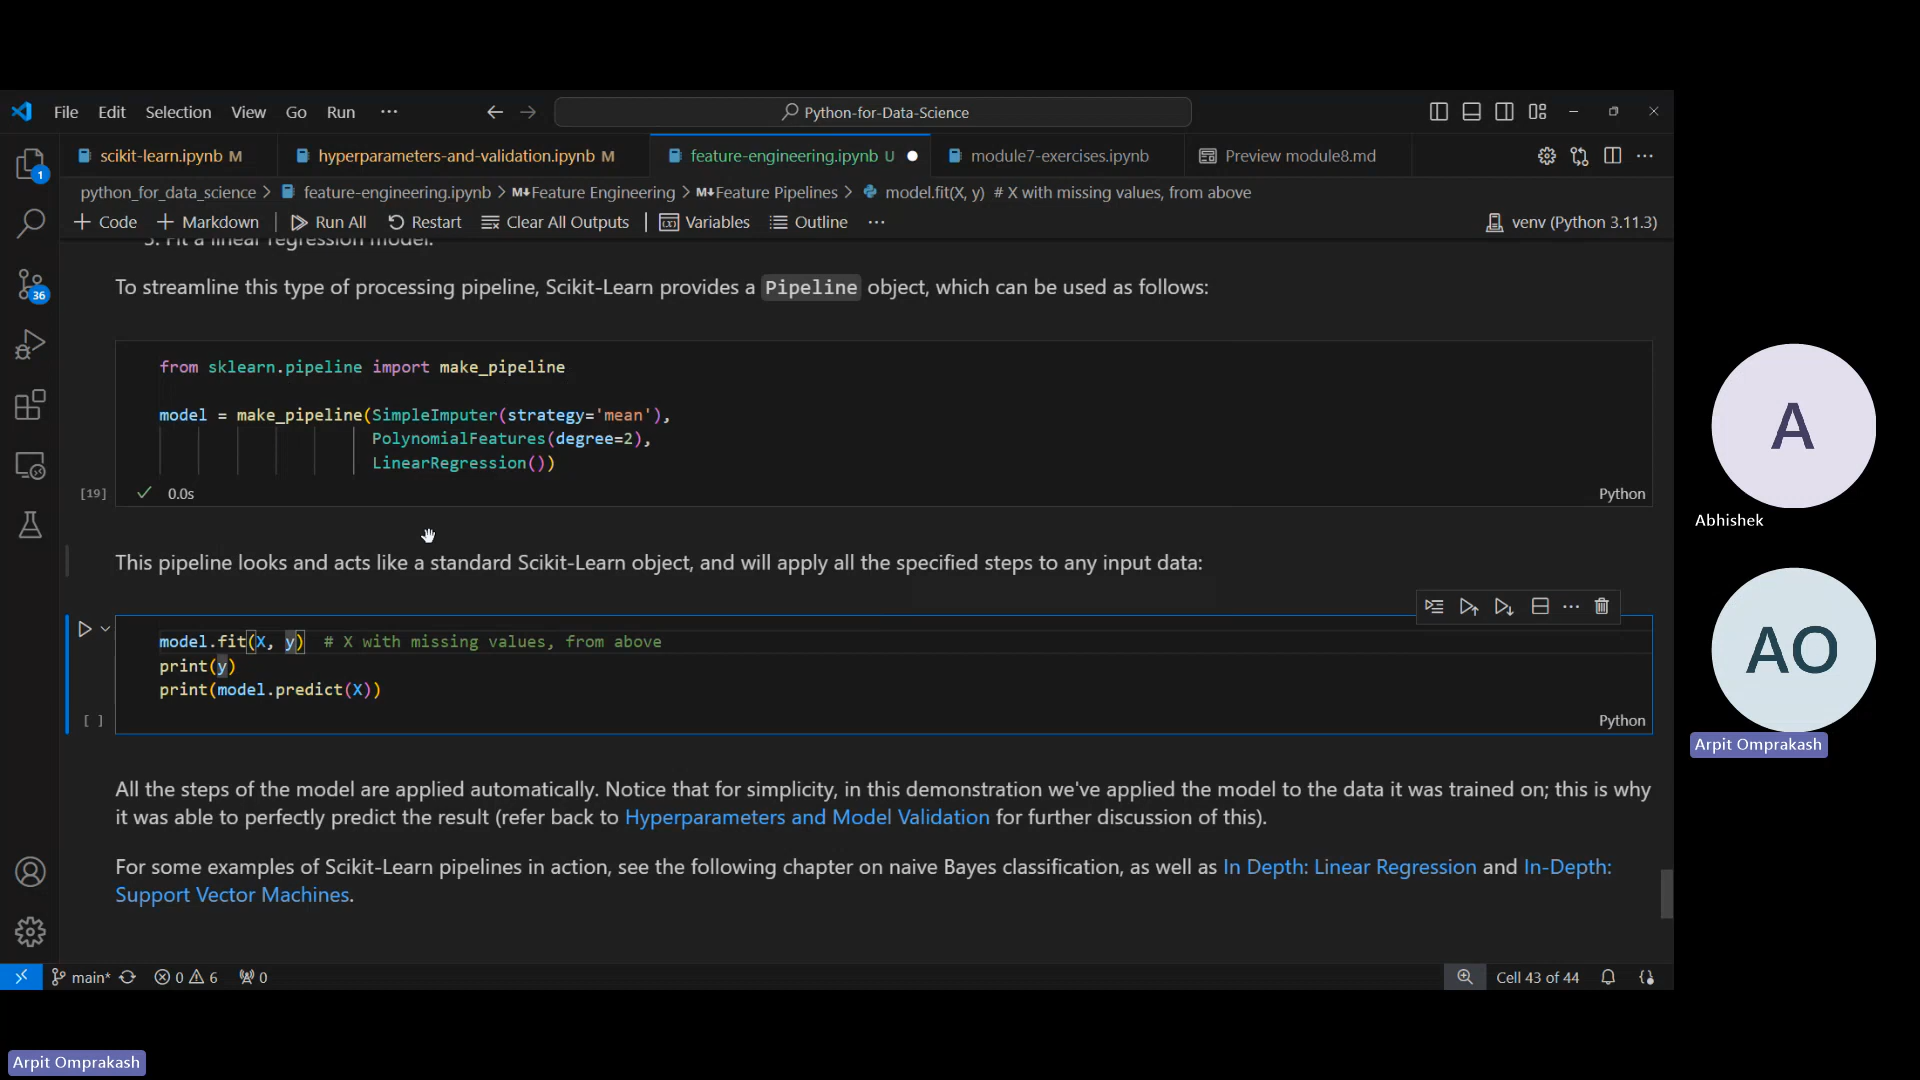 File Edit Selection View Go Run ··· Python-for-Data-Science
scikit-learn.ipynb M hyperparameters-and-validation.ipynb M feature-engineering.ipynb U module7-exercises.ipynb Preview module8.md
python_for_data_science > feature-engineering.ipynb > M↓Feature Engineering > M↓Feature Pipelines > model.fit(X, y) # X with missing values, from above
+ Code + Markdown Run All Restart Clear All Outputs Variables Outline ··· venv (Python 3.11.3)
3. Fit a linear regression model.
To streamline this type of processing pipeline, Scikit-Learn provides a Pipeline object, which can be used as follows:
from sklearn.pipeline import make_pipeline
model = make_pipeline(SimpleImputer(strategy='mean'),
PolynomialFeatures(degree=2),
LinearRegression())
[19] 0.0s Python
This pipeline looks and acts like a standard Scikit-Learn object, and will apply all the specified steps to any input data:
model.fit(X, y) # X with missing values, from above
print(y)
print(model.predict(X))
[ ] Python
All the steps of the model are applied automatically. Notice that for simplicity, in this demonstration we've applied the model to the data it was trained on; this is why
it was able to perfectly predict the result (refer back to Hyperparameters and Model Validation for further discussion of this).
For some examples of Scikit-Learn pipelines in action, see the following chapter on naive Bayes classification, as well as In Depth: Linear Regression and In-Depth:
Support Vector Machines.
1
36
main* 0 6 0 Cell 43 of 44
A
Abhishek
AO
Arpit Omprakash
Arpit Omprakash